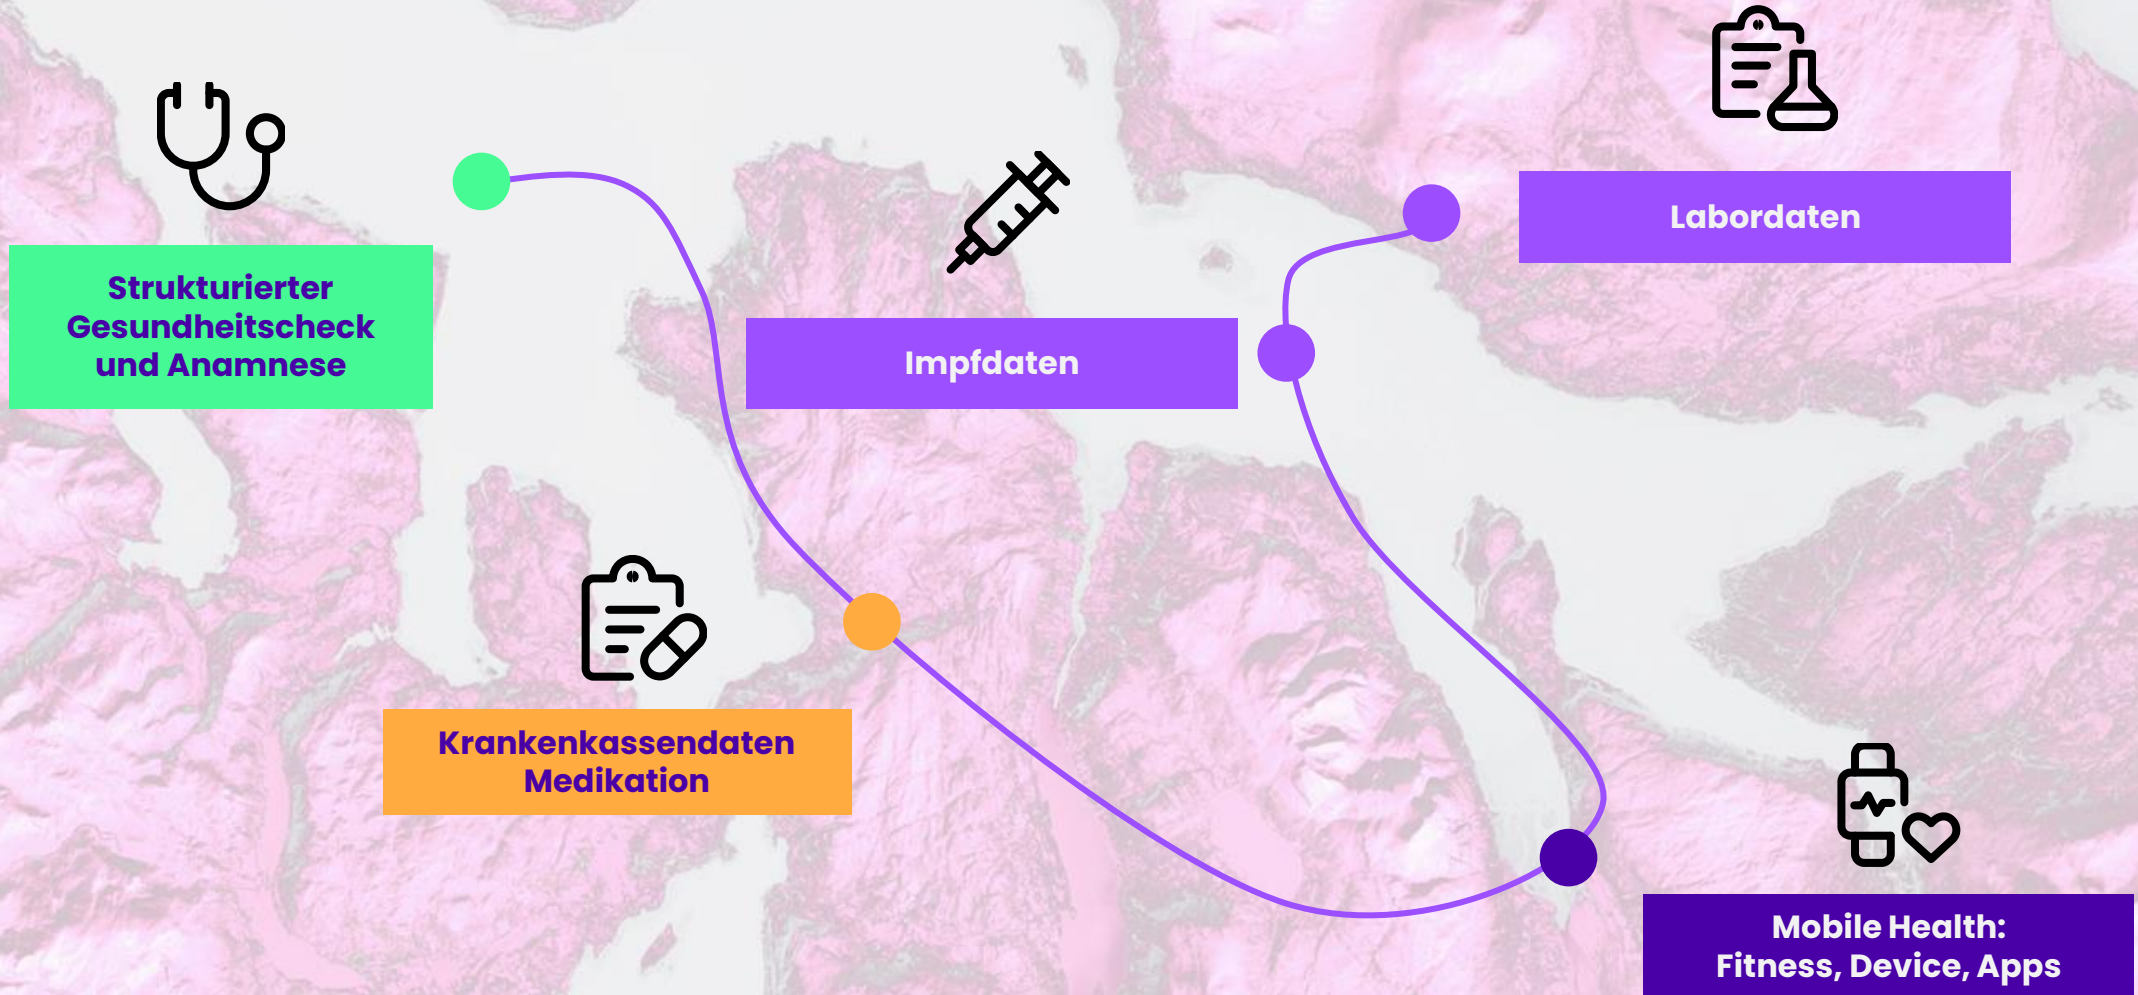 Strukturierter
Gesundheitscheck
und Anamnese
Krankenkassendaten
Medikation
Impfdaten
Labordaten
Mobile Health:
Fitness, Device, Apps